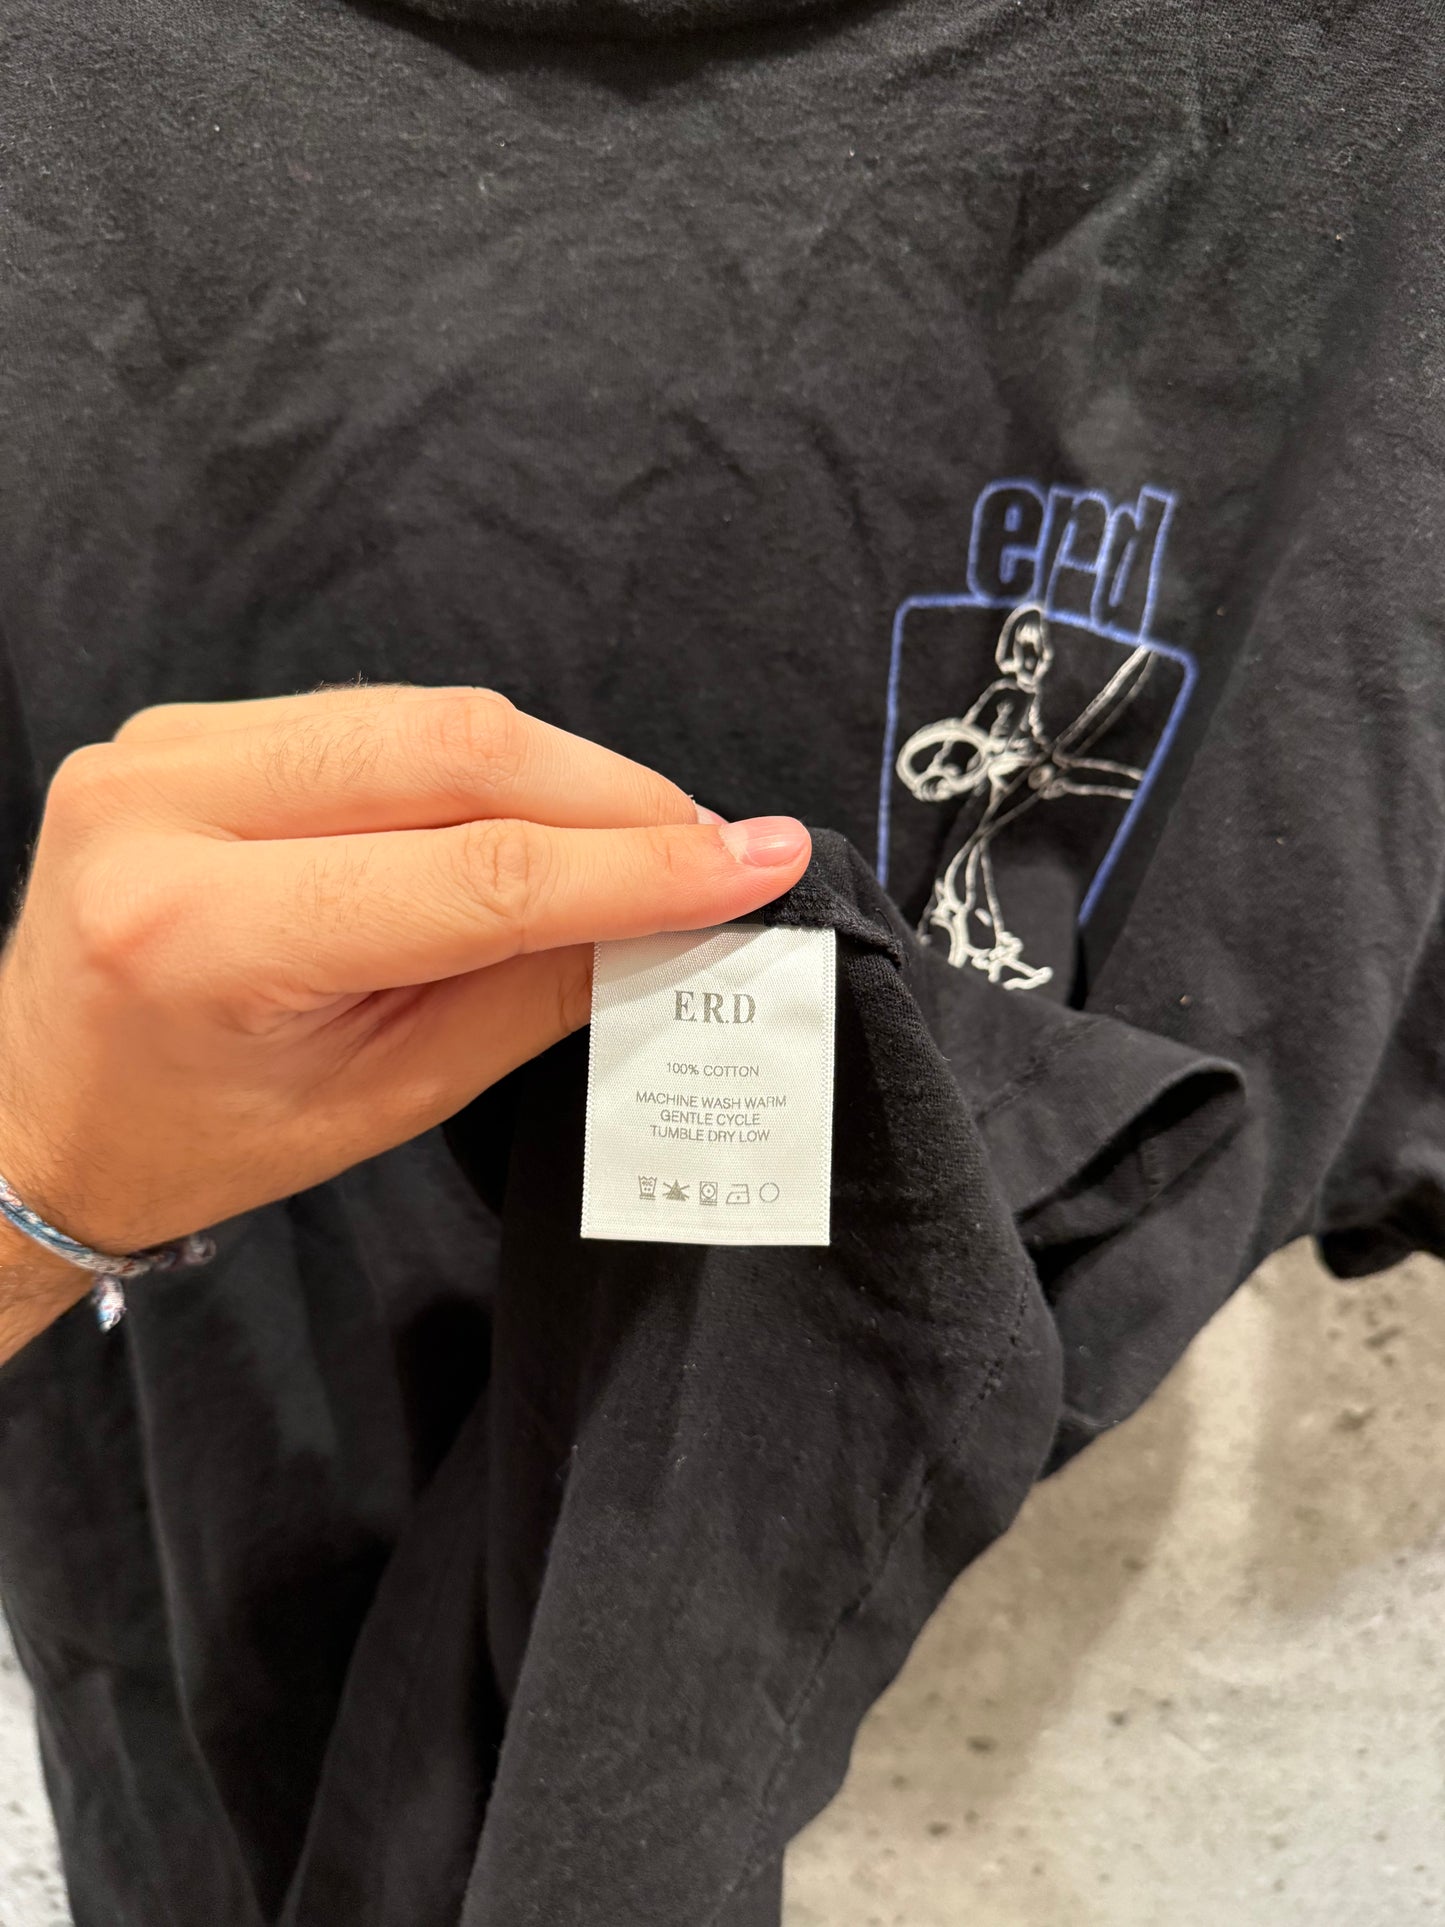 erd
E.R.D.
100% COTTON
MACHINE WASH WARM
GENTLE CYCLE
TUMBLE DRY LOW